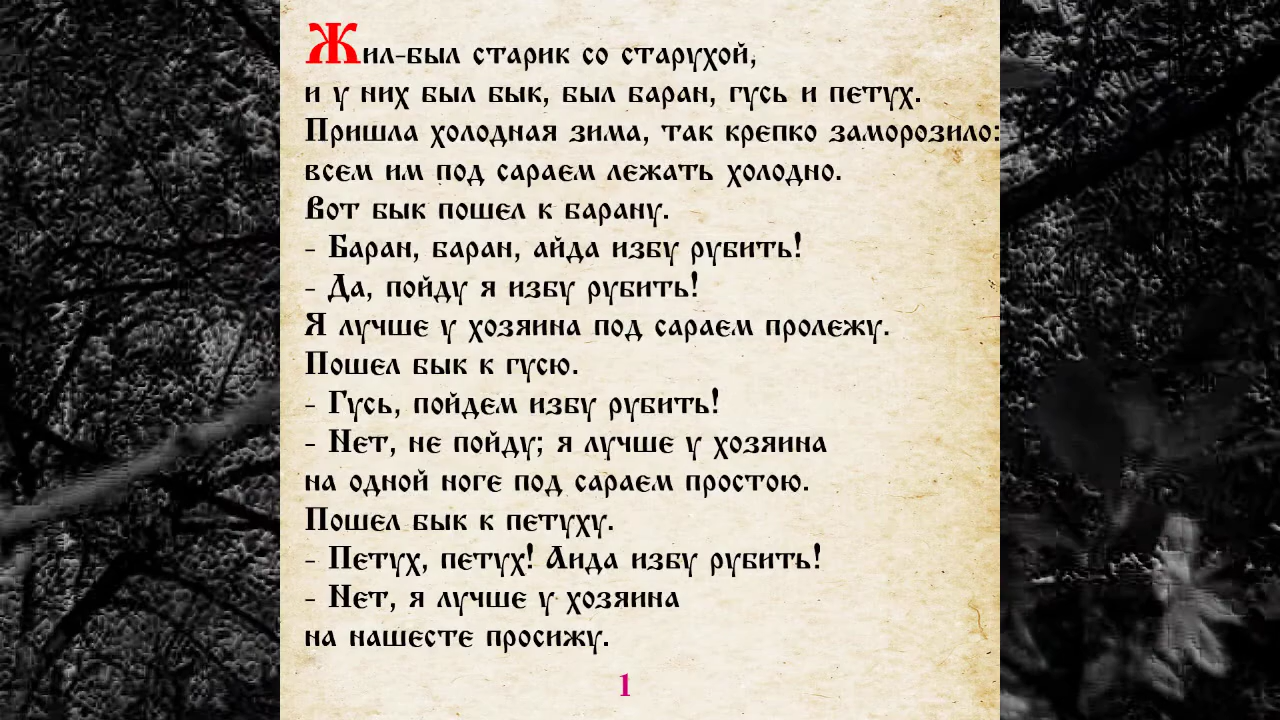 Жил-был старик со старухой,
и у них был бык, был баран, гусь и петух.
Пришла холодная зима, так крепко заморозило:
всем им под сараем лежать холодно.
Вот бык пошел к барану.
- Баран, баран, айда избу рубить!
- Да, пойду я избу рубить!
Я лучше у хозяина под сараем пролежу.
Пошел бык к гусю.
- Гусь, пойдем избу рубить!
- Нет, не пойду; я лучше у хозяина
на одной ноге под сараем простою.
Пошел бык к петуху.
- Петух, петух! Аида избу рубить!
- Нет, я лучше у хозяина
на нашесте просижу.
1